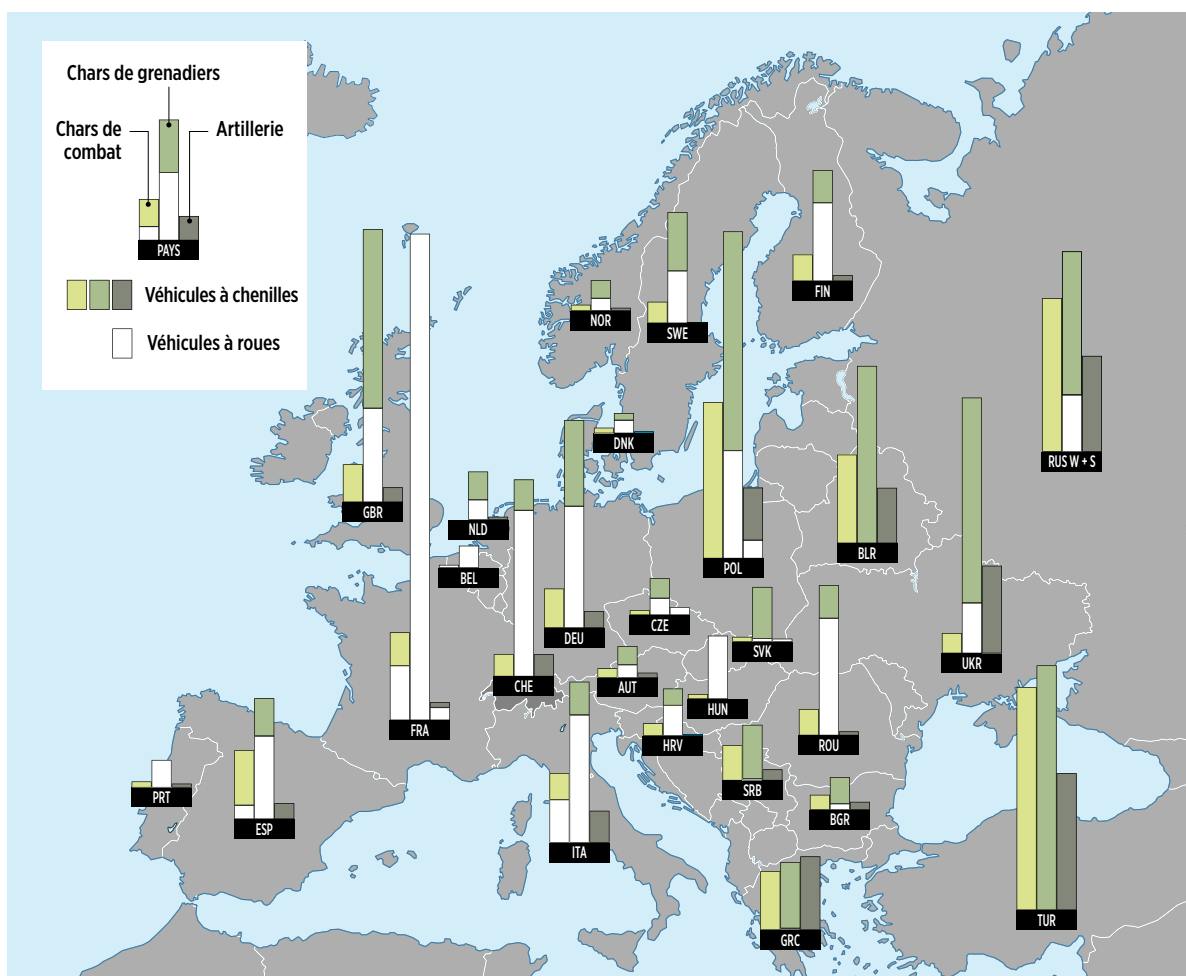 Chars de grenadiers
Chars de
combat
Artillerie
PAYS
Véhicules à chenilles
Véhicules à roues
NOR
SWE
FIN
RUS W + S
DNK
GBR
NLD
BEL
POL
BLR
DEU
CZE
SVK
UKR
CHE
AUT
HUN
FRA
HRV
ROU
PRT
ESP
SRB
BGR
ITA
GRC
TUR